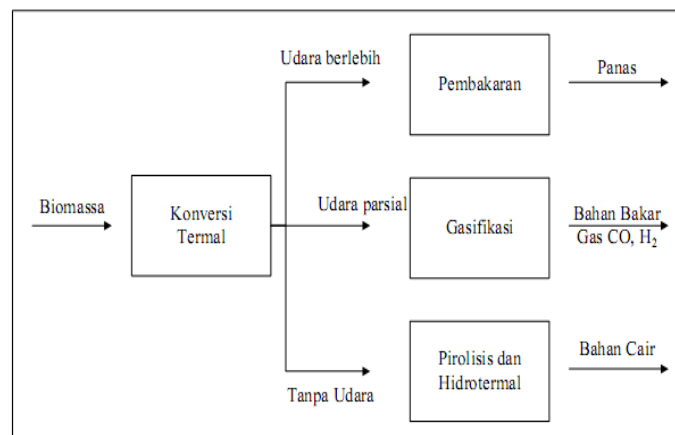 Udara berlebih
Pembakaran
Panas
Biomassa
Konversi
Termal
Udara parsial
Gasifikasi
Bahan Bakar
Gas CO, H₂
Tanpa Udara
Pirolisis dan
Hidrotermal
Bahan Cair